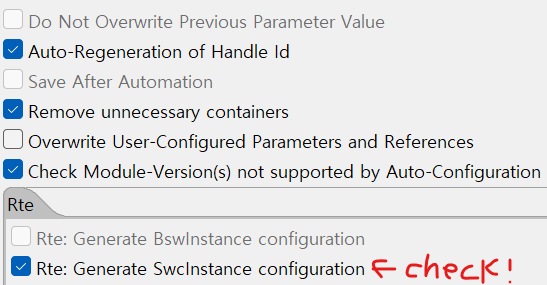 Do Not Overwrite Previous Parameter Value
Auto-Regeneration of Handle Id
Save After Automation
Remove unnecessary containers
Overwrite User-Configured Parameters and References
Check Module-Version(s) not supported by Auto-Configuration
Rte
Rte: Generate BswInstance configuration
Rte: Generate SwcInstance configuration ← check!